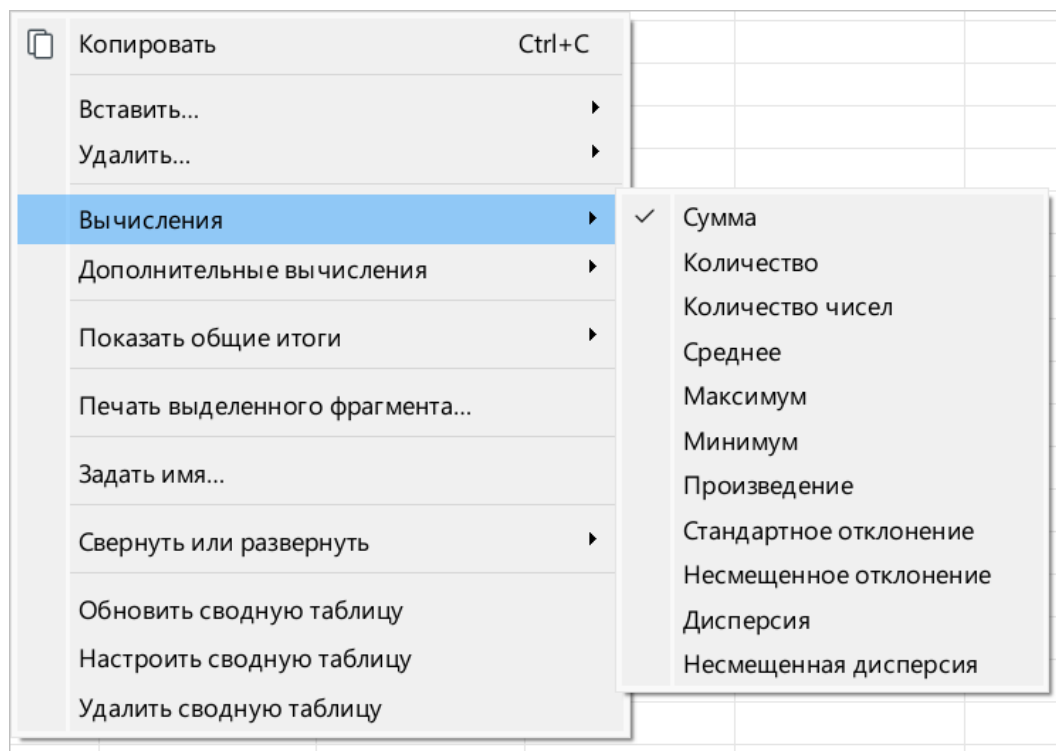 Копировать Ctrl+C
Вставить...
Удалить...
Вычисления
Дополнительные вычисления
Показать общие итоги
Печать выделенного фрагмента...
Задать имя...
Свернуть или развернуть
Обновить сводную таблицу
Настроить сводную таблицу
Удалить сводную таблицу
Сумма
Количество
Количество чисел
Среднее
Максимум
Минимум
Произведение
Стандартное отклонение
Несмещенное отклонение
Дисперсия
Несмещенная дисперсия